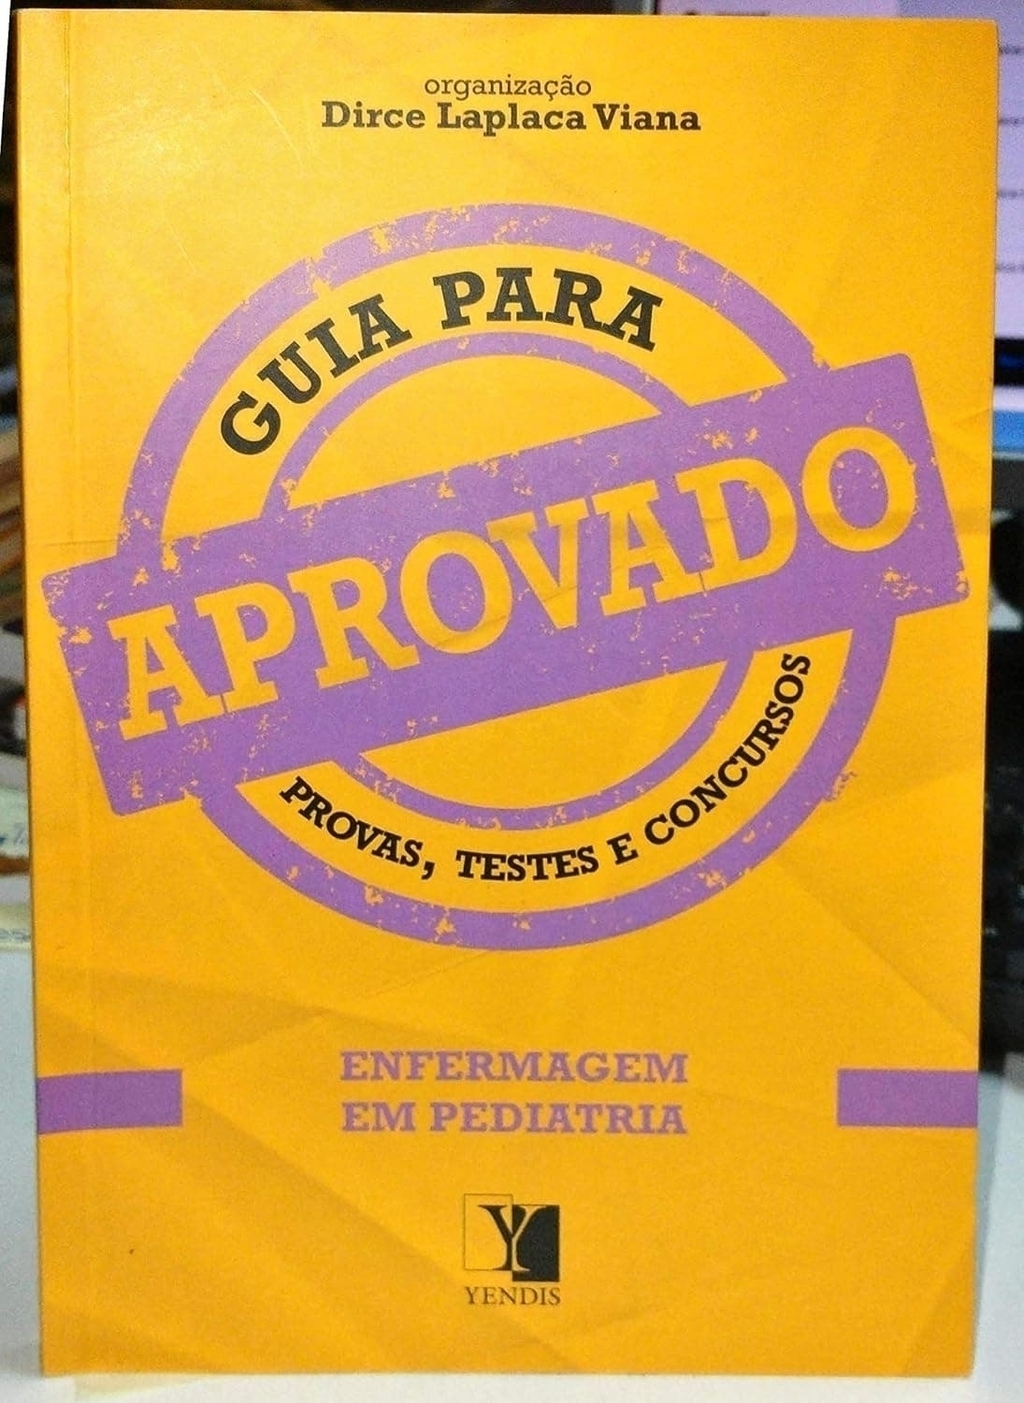 organização
Dirce Laplaca Viana
GUIA PARA
APROVADO
PROVAS, TESTES E CONCURSOS
ENFERMAGEM
EM PEDIATRIA
Y
YENDIS